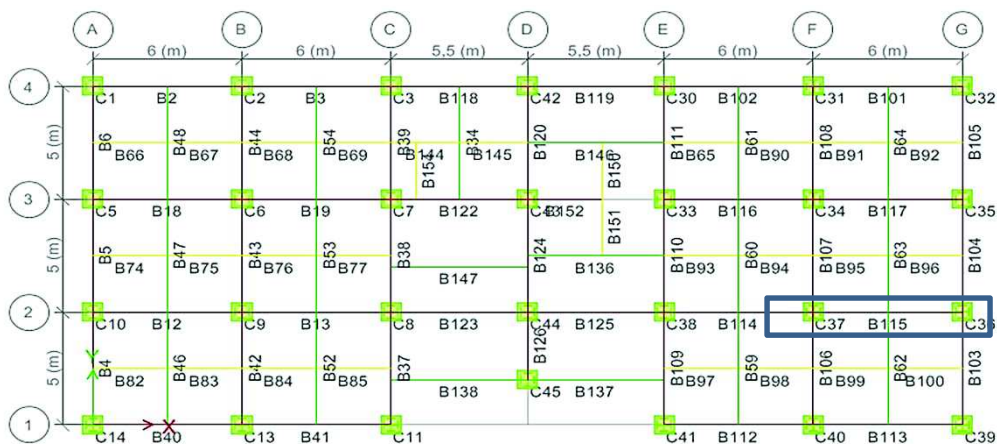 A B C D E F G
6 (m) 6 (m) 5,5 (m) 5,5 (m) 6 (m) 6 (m)
4
C1 B2 C2 B3 C3 B118 C42 B119 C30 B102 C31 B101 C32
5 (m) B6 B48 B44 B54 B39 B34 B120 B111 B61 B108 B64 B105
B66 B67 B68 B69 B144 B145 B146 B65 B90 B91 B92
B150
3
C5 B18 C6 B19 C7 B122 B152 C33 B116 C34 B117 C35
5 (m) B5 B47 B43 B53 B38 B124 B151 B110 B60 B107 B63 B104
B74 B75 B76 B77 B147 B136 B93 B94 B95 B96
2
C10 B12 C9 B13 C8 B123 C44 B125 C38 B114 C37 B115 C36
5 (m) B4 B46 B42 B52 B37 B126 B109 B59 B106 B62 B103
B82 B83 B84 B85 B138 C45 B137 B97 B98 B99 B100
Y
1 X
C14 B40 C13 B41 C11 C41 B112 C40 B113 C39